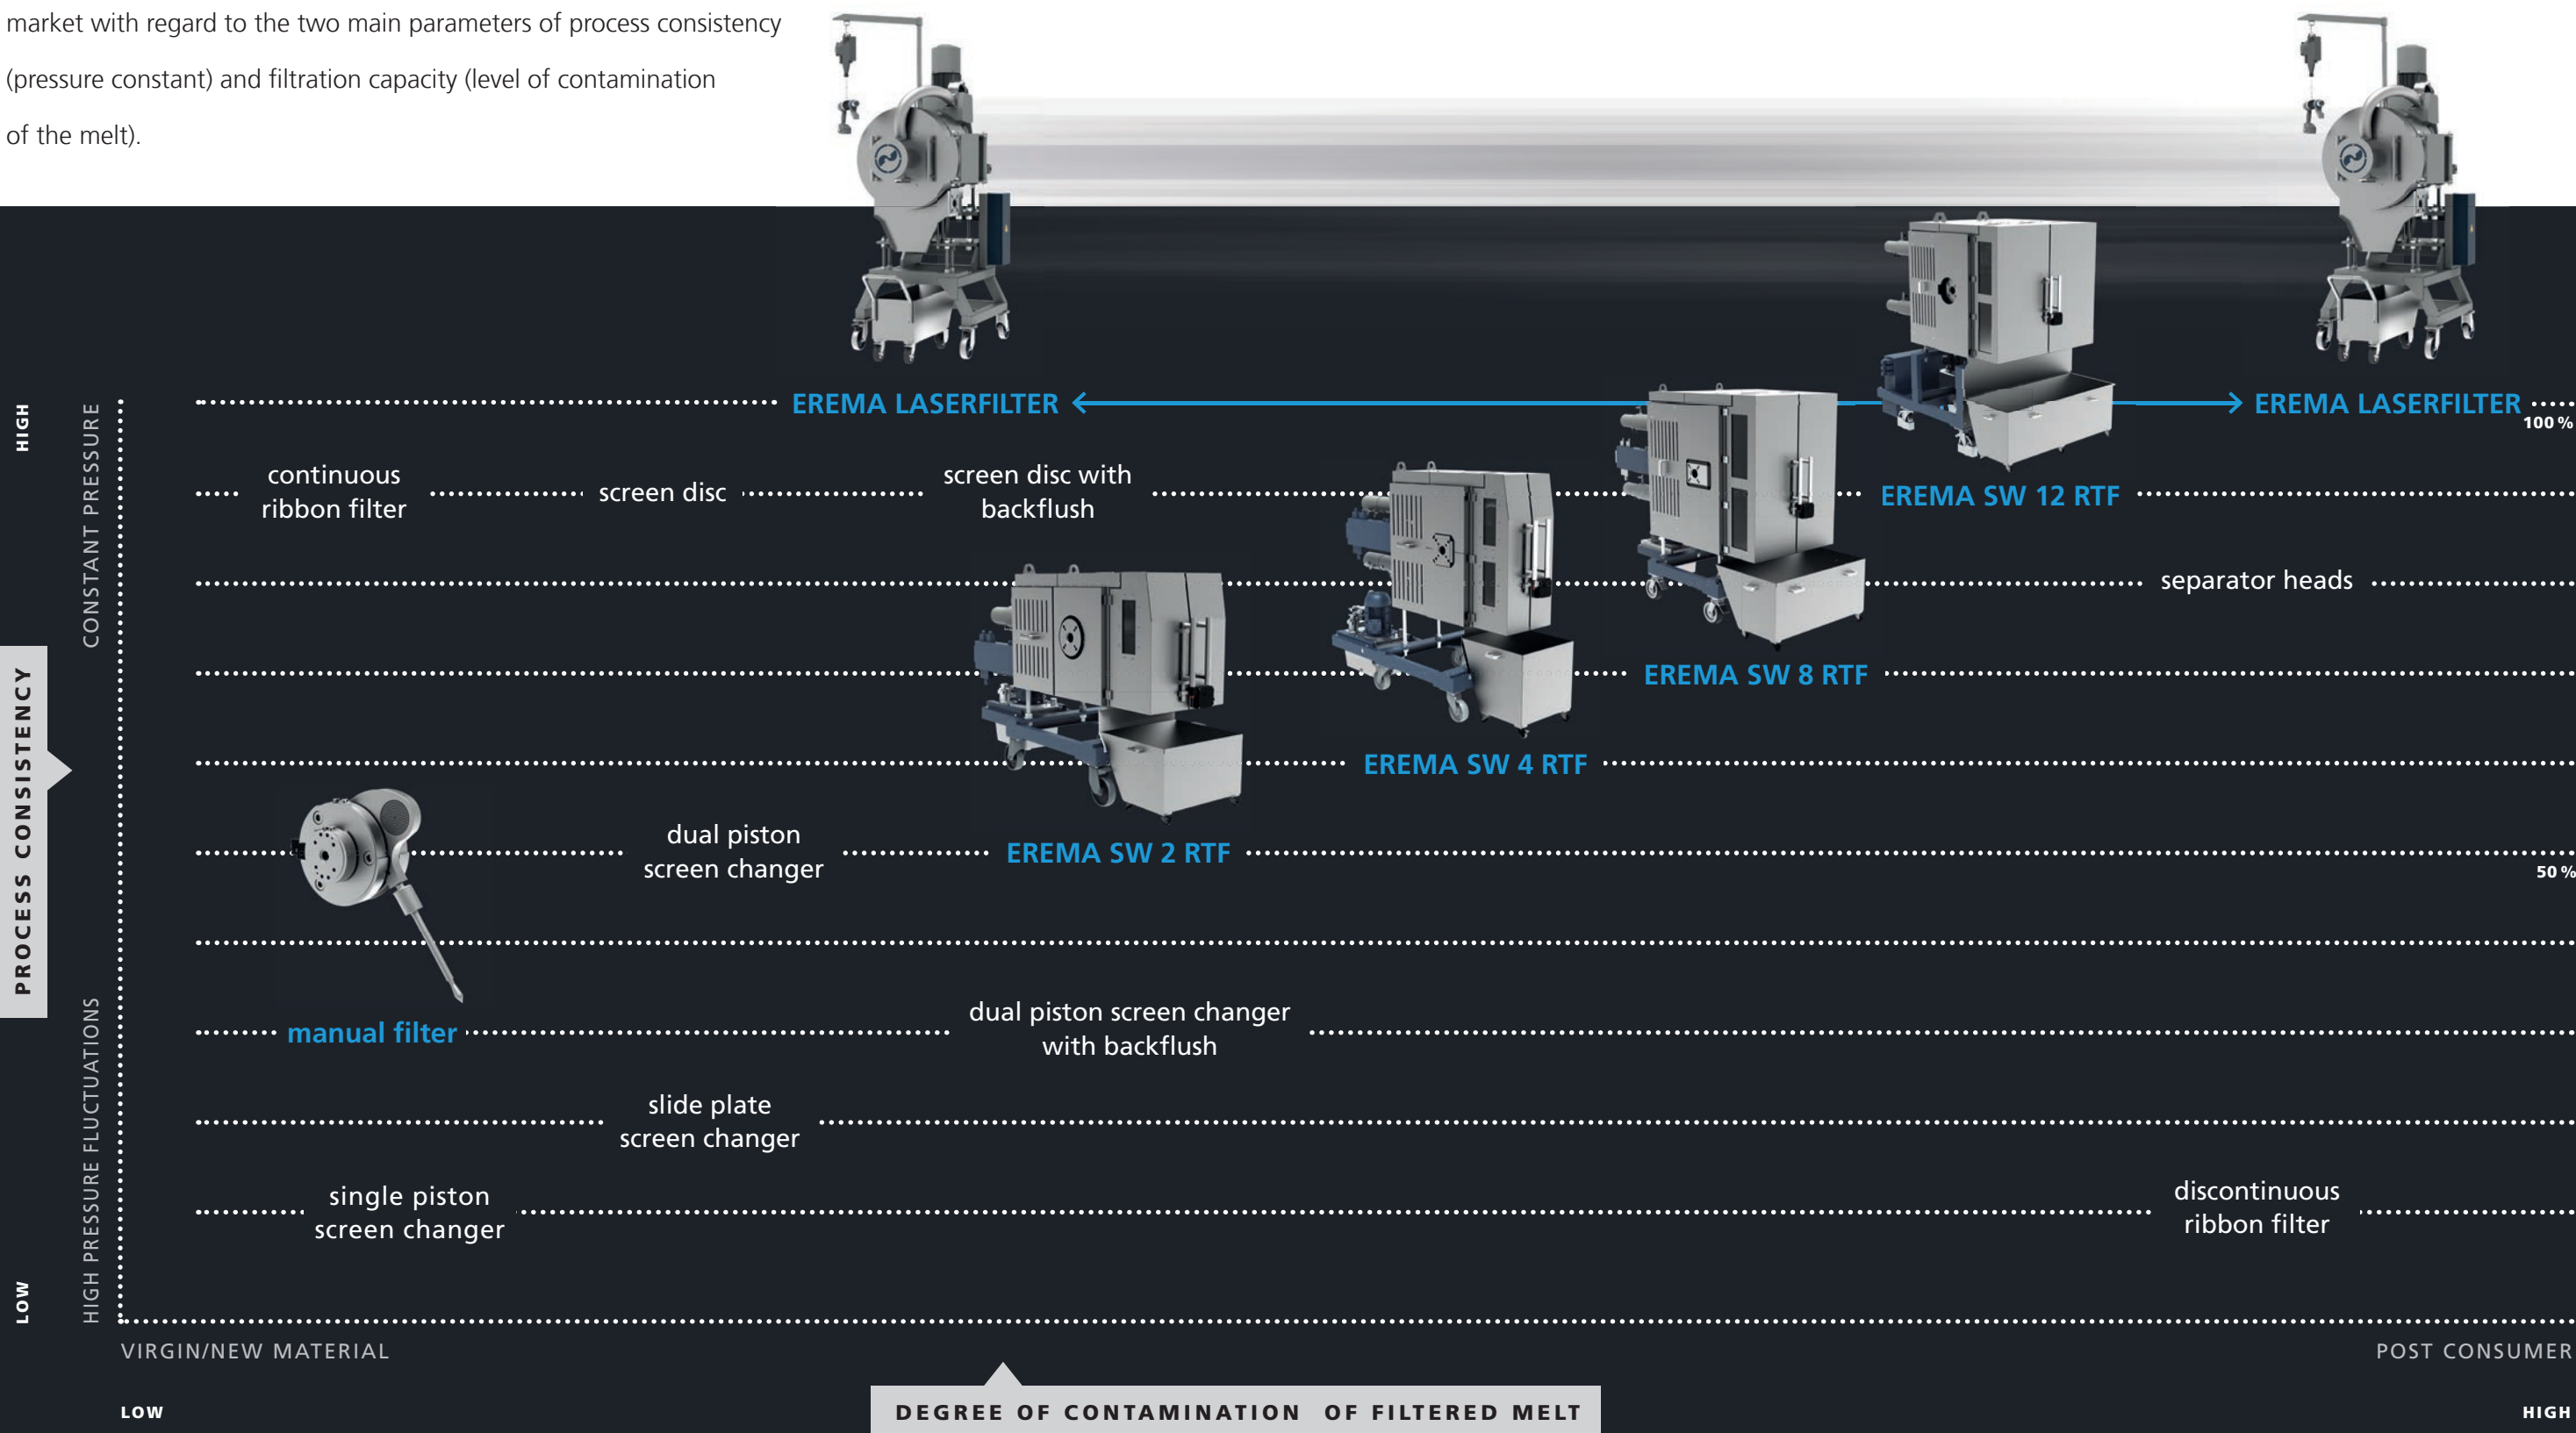 market with regard to the two main parameters of process consistency
(pressure constant) and filtration capacity (level of contamination
of the melt).
HIGH
CONSTANT PRESSURE
EREMA LASERFILTER
EREMA LASERFILTER
100 %
continuous
ribbon filter
screen disc
screen disc with
backflush
EREMA SW 12 RTF
separator heads
PROCESS CONSISTENCY
EREMA SW 8 RTF
EREMA SW 4 RTF
dual piston
screen changer
EREMA SW 2 RTF
50 %
manual filter
dual piston screen changer
with backflush
HIGH PRESSURE FLUCTUATIONS
slide plate
screen changer
single piston
screen changer
discontinuous
ribbon filter
LOW
VIRGIN/NEW MATERIAL
POST CONSUMER
LOW
DEGREE OF CONTAMINATION OF FILTERED MELT
HIGH